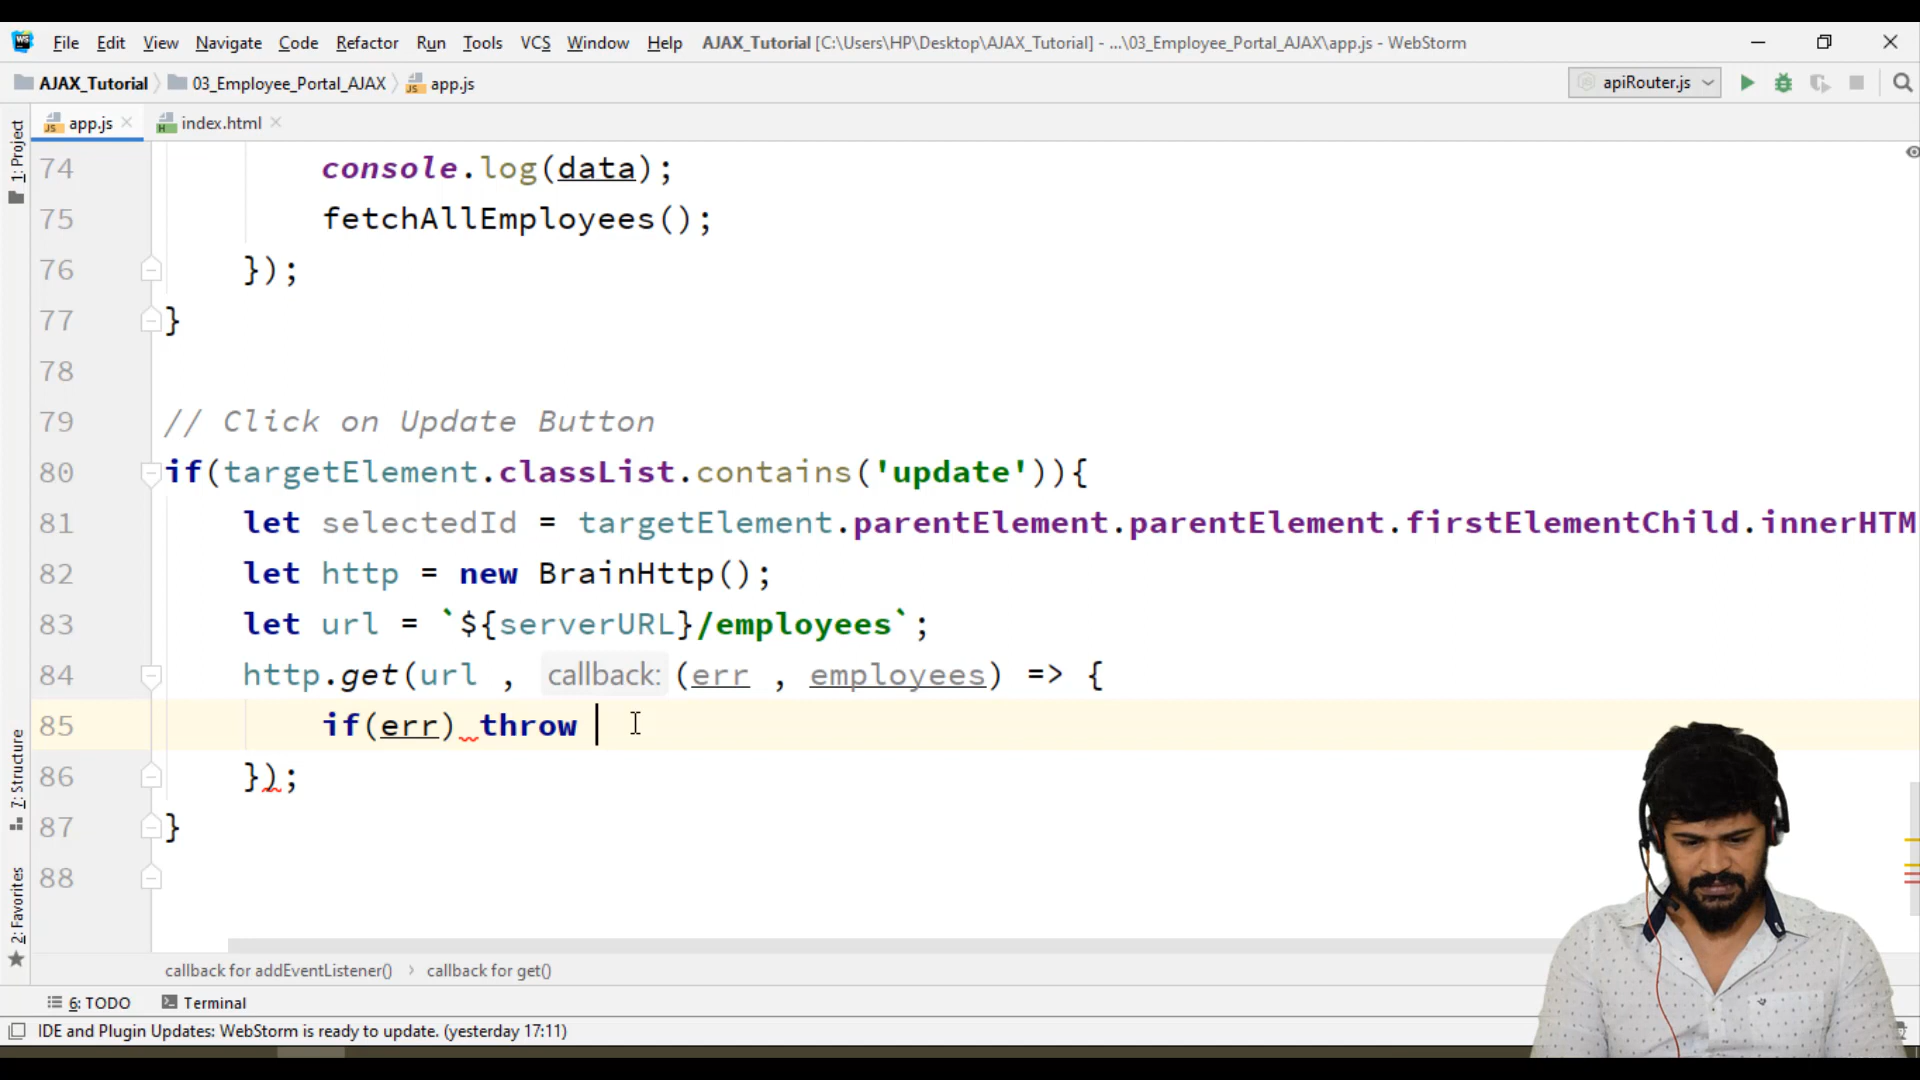 WS File Edit View Navigate Code Refactor Run Tools VCS Window Help AJAX_Tutorial [C:\Users\HP\Desktop\AJAX_Tutorial] - ...\03_Employee_Portal_AJAX\app.js - WebStorm
AJAX_Tutorial 03_Employee_Portal_AJAX JS app.js apiRouter.js
JS app.js H index.html
1: Project
7: Structure
2: Favorites
74 console.log(data);
75 fetchAllEmployees();
76 });
77 }
78
79 // Click on Update Button
80 if(targetElement.classList.contains('update')){
81 let selectedId = targetElement.parentElement.parentElement.firstElementChild.innerHTM
82 let http = new BrainHttp();
83 let url = `${serverURL}/employees`;
84 http.get(url , callback: (err , employees) => {
85 if(err) throw
86 });
87 }
88
callback for addEventListener() › callback for get()
6: TODO Terminal
IDE and Plugin Updates: WebStorm is ready to update. (yesterday 17:11)